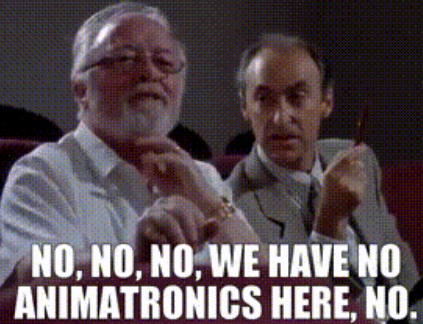 NO, NO, NO, WE HAVE NO
ANIMATRONICS HERE, NO.